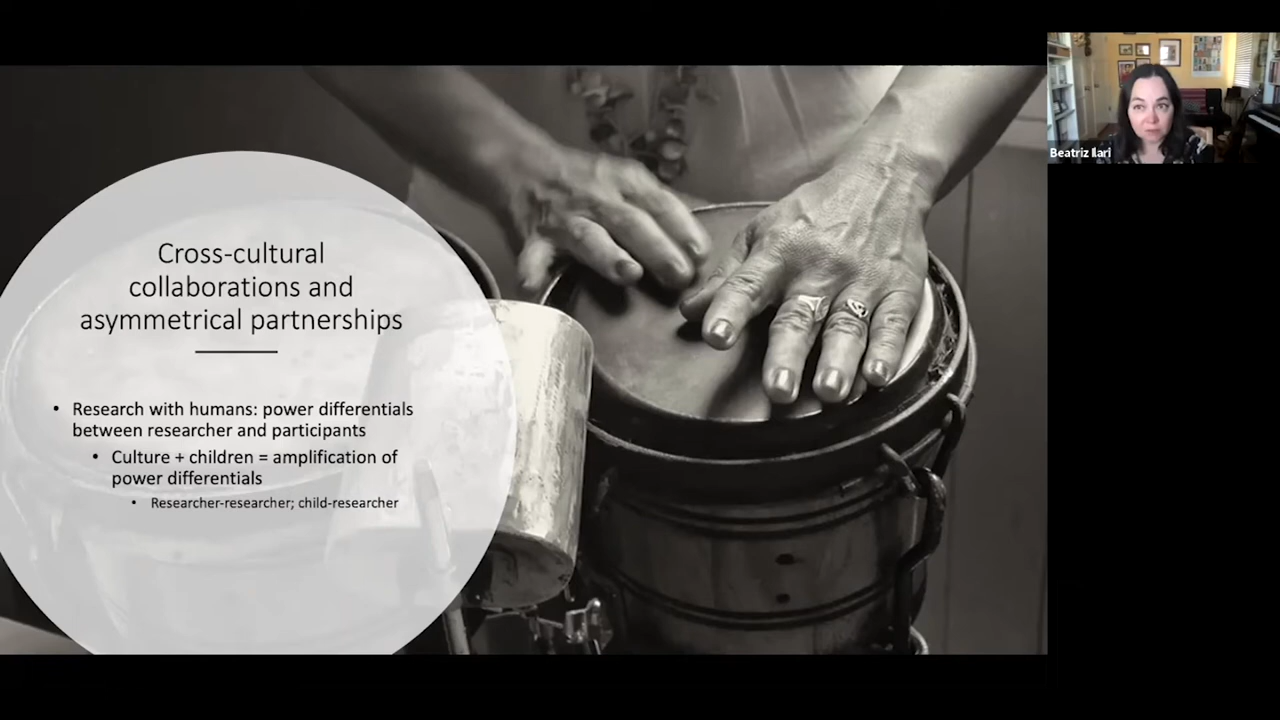 Cross-cultural
collaborations and
asymmetrical partnerships
• Research with humans: power differentials
between researcher and participants
• Culture + children = amplification of
power differentials
• Researcher-researcher; child-researcher
Beatriz Ilari